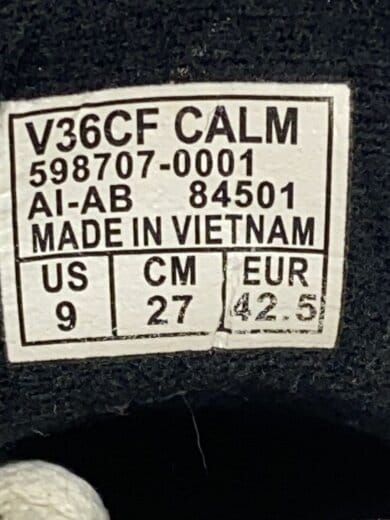 V36CF CALM
598707-0001
AI-AB 84501
MADE IN VIETNAM
US CM EUR
9 27 42.5